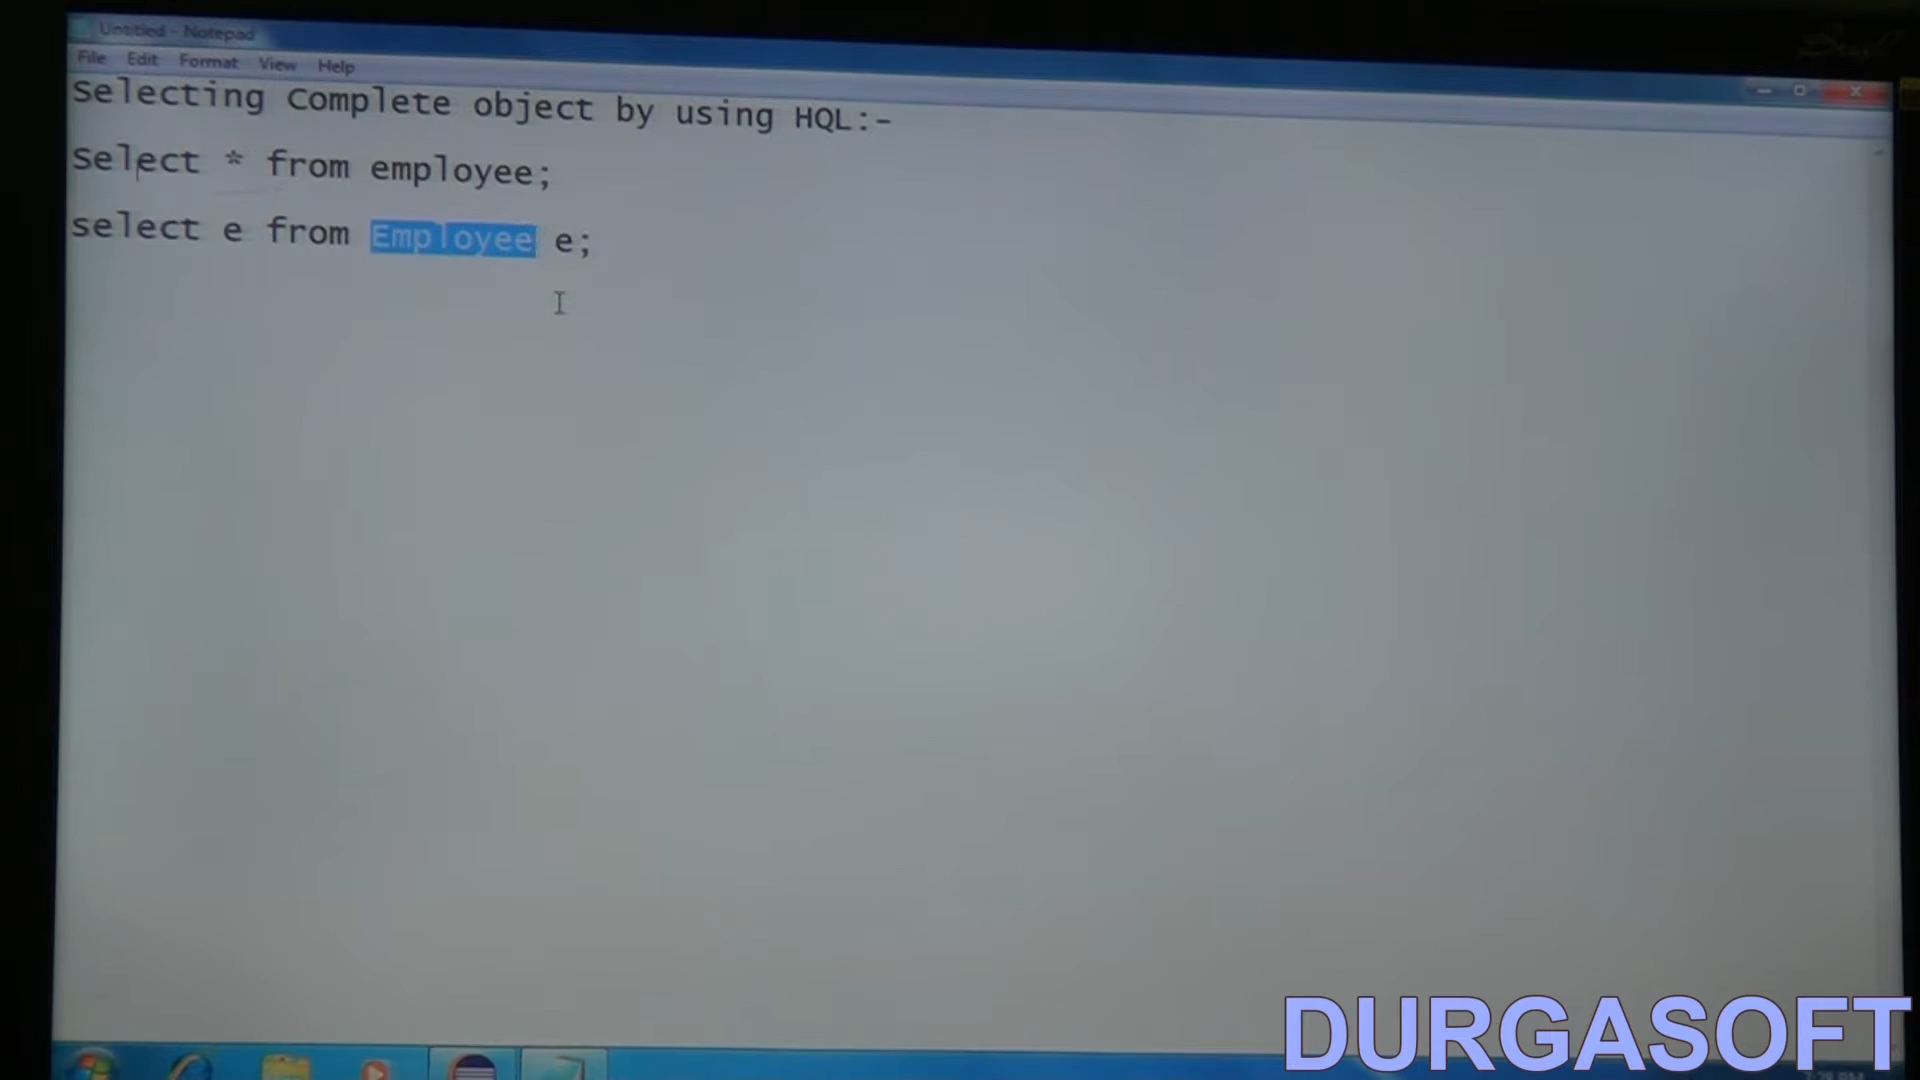 Untitled - Notepad
File Edit Format View Help
Selecting Complete object by using HQL:-
Select * from employee;
select e from Employee e;
DURGASOFT